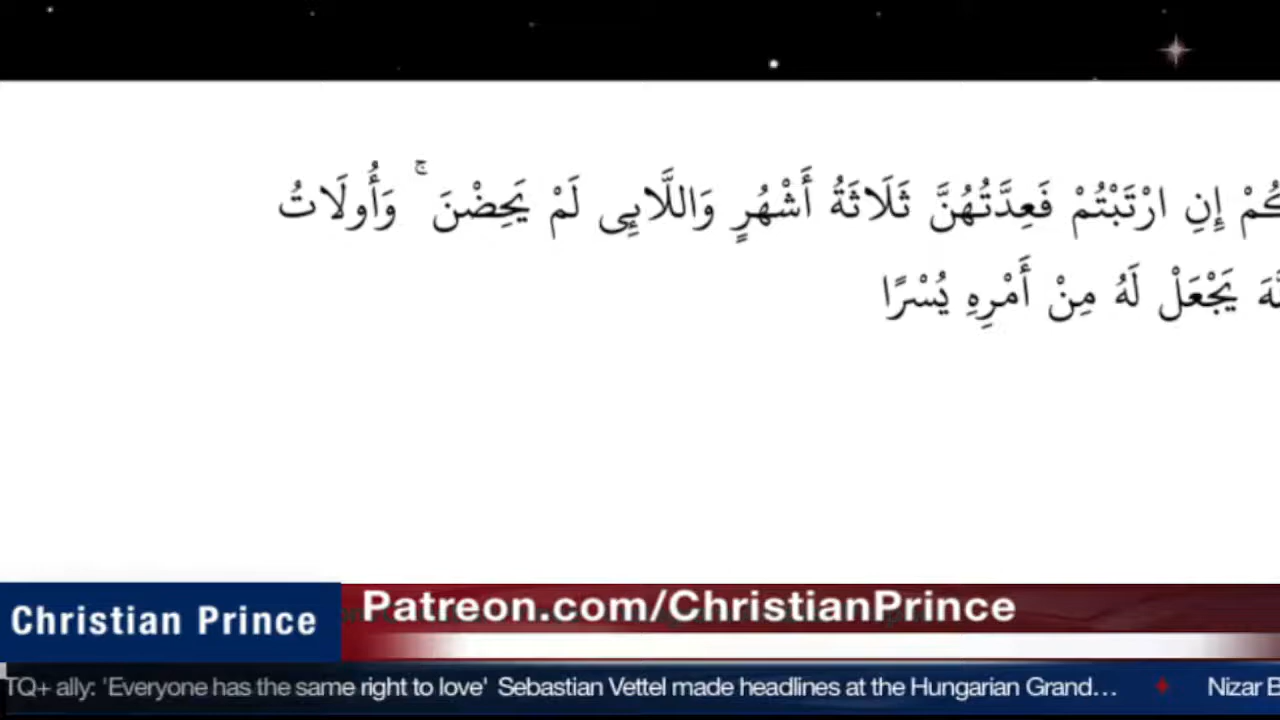 كُمْ إِنِ ارْتَبْتُمْ فَعِدَّتُهُنَّ ثَلَاثَةُ أَشْهُرٍ وَاللَّائِى لَمْ يَحِضْنَ ۚ وَأُولَاتُ
يَجْعَلْ لَهُ مِنْ أَمْرِهِ يُسْرًا
Patreon.com/ChristianPrince
Christian Prince
TQ+ ally: 'Everyone has the same right to love' Sebastian Vettel made headlines at the Hungarian Grand... Nizar B